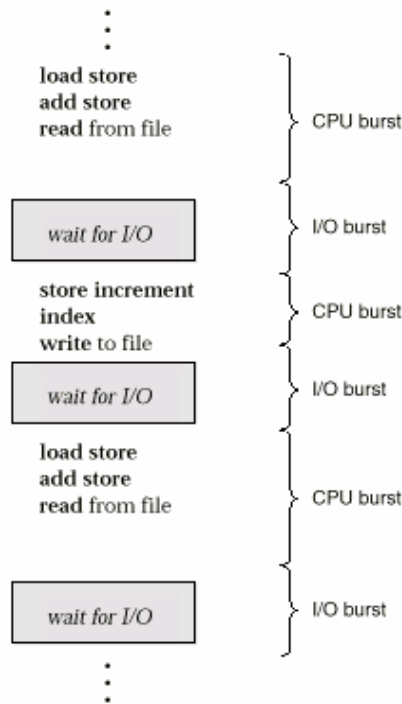 load store
add store
read from file
CPU burst
wait for I/O
I/O burst
store increment
index
write to file
CPU burst
wait for I/O
I/O burst
load store
add store
read from file
CPU burst
wait for I/O
I/O burst